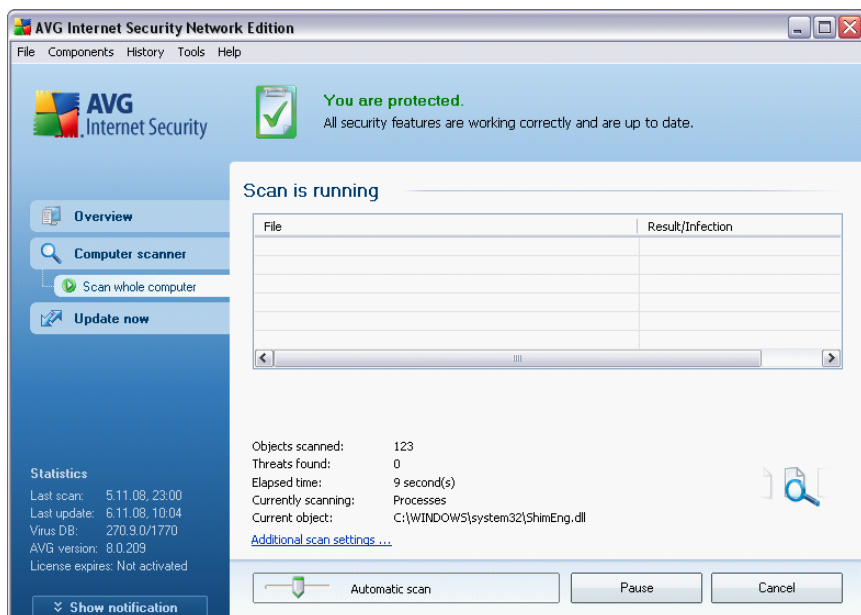 AVG Internet Security Network Edition
File Components History Tools Help
AVG
Internet Security
You are protected.
All security features are working correctly and are up to date.
Overview
Computer scanner
Scan whole computer
Update now
Scan is running
File Result/Infection
Objects scanned: 123
Threats found: 0
Elapsed time: 9 second(s)
Currently scanning: Processes
Current object: C:\WINDOWS\system32\ShimEng.dll
Additional scan settings ...
Statistics
Last scan: 5.11.08, 23:00
Last update: 6.11.08, 10:04
Virus DB: 270.9.0/1770
AVG version: 8.0.209
License expires: Not activated
Show notification
Automatic scan
Pause
Cancel